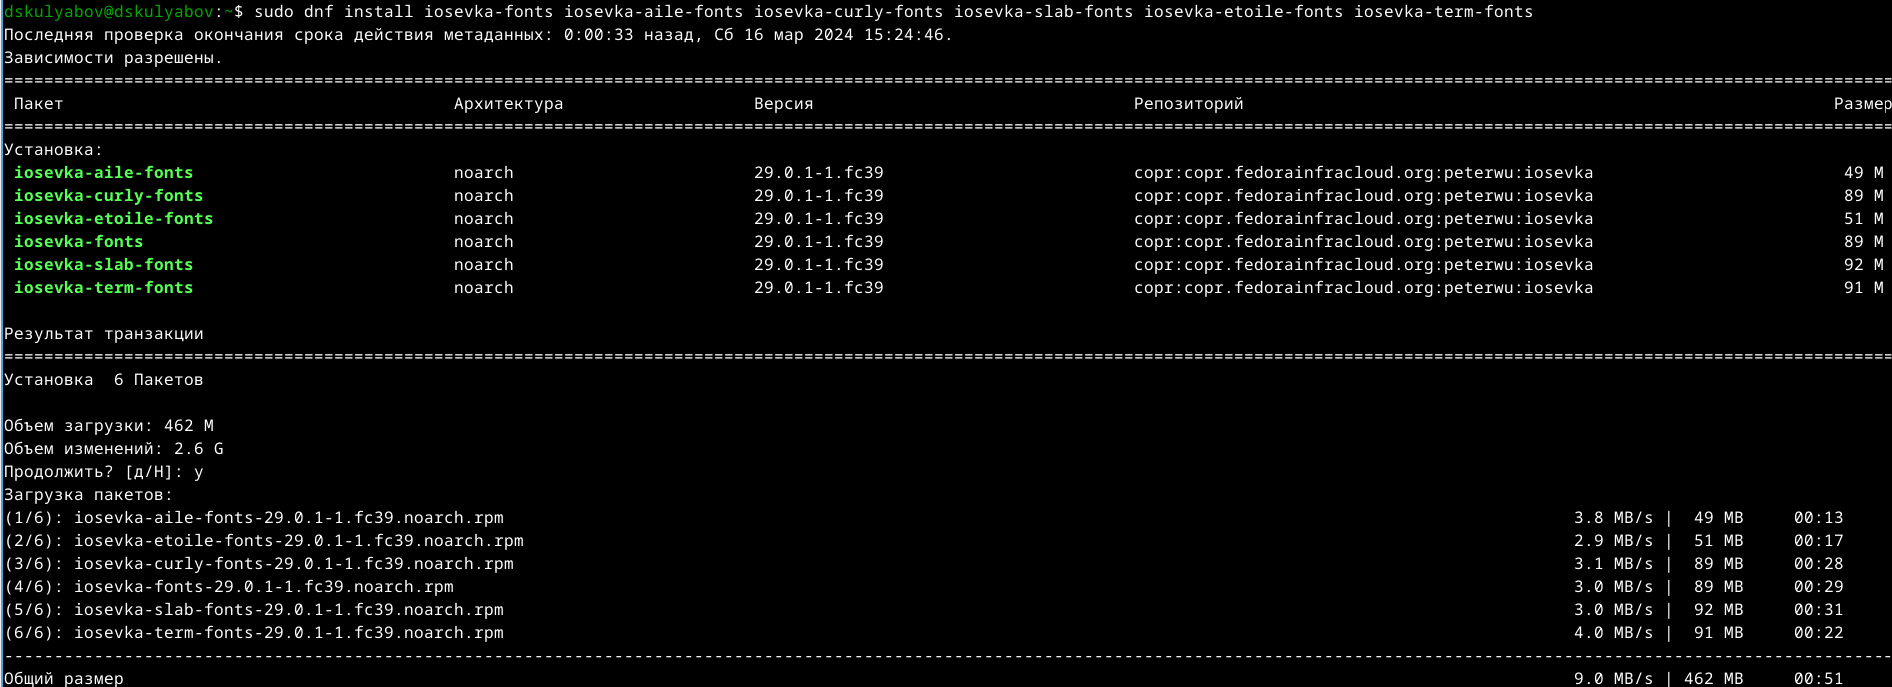 dskulyabov@dskulyabov:~$ sudo dnf install iosevka-fonts iosevka-aile-fonts iosevka-curly-fonts iosevka-slab-fonts iosevka-etoile-fonts iosevka-term-fonts
Последняя проверка окончания срока действия метаданных: 0:00:33 назад, Сб 16 мар 2024 15:24:46.
Зависимости разрешены.
Пакет Архитектура Версия Репозиторий Размер
Установка:
iosevka-aile-fonts noarch 29.0.1-1.fc39 copr:copr.fedorainfracloud.org:peterwu:iosevka 49 M
iosevka-curly-fonts noarch 29.0.1-1.fc39 copr:copr.fedorainfracloud.org:peterwu:iosevka 89 M
iosevka-etoile-fonts noarch 29.0.1-1.fc39 copr:copr.fedorainfracloud.org:peterwu:iosevka 51 M
iosevka-fonts noarch 29.0.1-1.fc39 copr:copr.fedorainfracloud.org:peterwu:iosevka 89 M
iosevka-slab-fonts noarch 29.0.1-1.fc39 copr:copr.fedorainfracloud.org:peterwu:iosevka 92 M
iosevka-term-fonts noarch 29.0.1-1.fc39 copr:copr.fedorainfracloud.org:peterwu:iosevka 91 M
Результат транзакции
Установка  6 Пакетов
Объем загрузки: 462 M
Объем изменений: 2.6 G
Продолжить? [д/Н]: y
Загрузка пакетов:
(1/6): iosevka-aile-fonts-29.0.1-1.fc39.noarch.rpm 3.8 MB/s | 49 MB 00:13
(2/6): iosevka-etoile-fonts-29.0.1-1.fc39.noarch.rpm 2.9 MB/s | 51 MB 00:17
(3/6): iosevka-curly-fonts-29.0.1-1.fc39.noarch.rpm 3.1 MB/s | 89 MB 00:28
(4/6): iosevka-fonts-29.0.1-1.fc39.noarch.rpm 3.0 MB/s | 89 MB 00:29
(5/6): iosevka-slab-fonts-29.0.1-1.fc39.noarch.rpm 3.0 MB/s | 92 MB 00:31
(6/6): iosevka-term-fonts-29.0.1-1.fc39.noarch.rpm 4.0 MB/s | 91 MB 00:22
Общий размер 9.0 MB/s | 462 MB 00:51